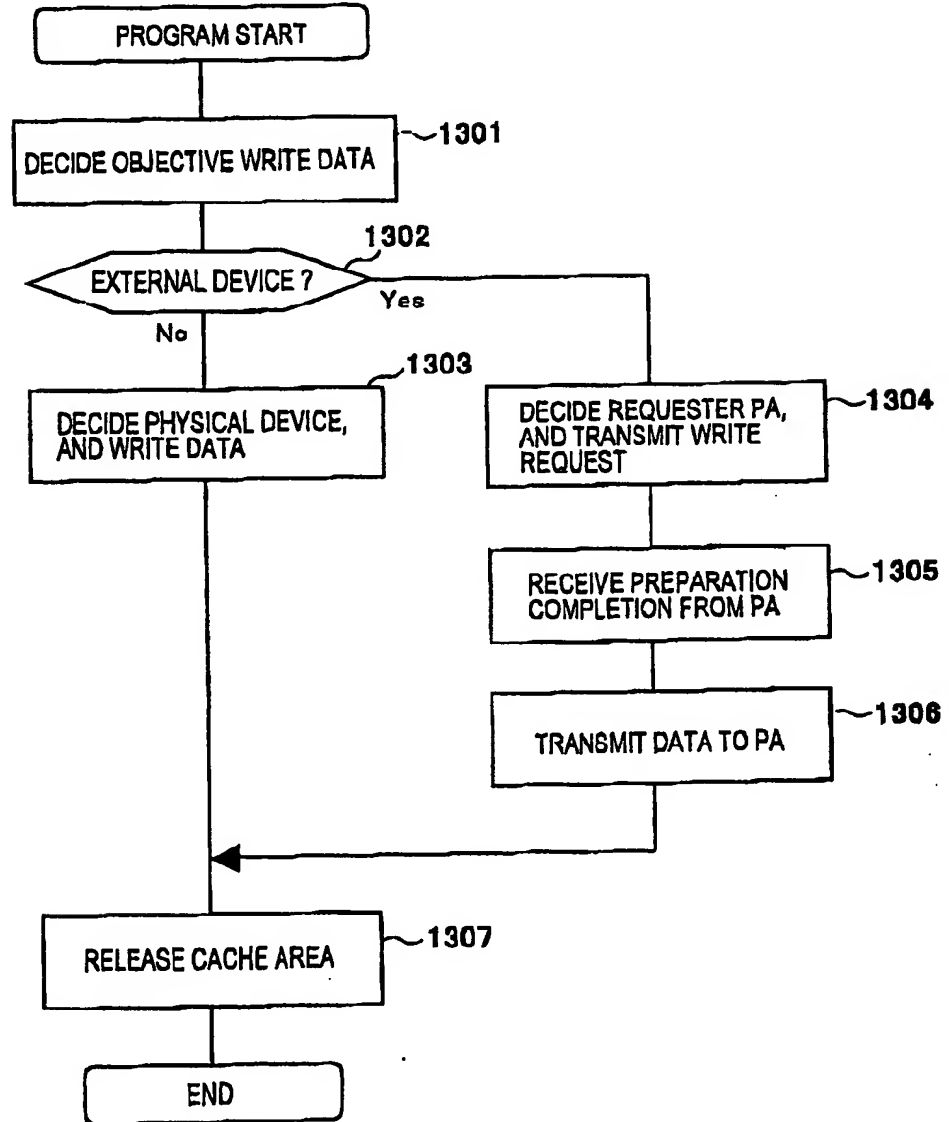 PROGRAM START
1301
DECIDE OBJECTIVE WRITE DATA
1302
EXTERNAL DEVICE ?
Yes
No
1303
DECIDE PHYSICAL DEVICE,
AND WRITE DATA
1304
DECIDE REQUESTER PA,
AND TRANSMIT WRITE
REQUEST
1305
RECEIVE PREPARATION
COMPLETION FROM PA
1306
TRANSMIT DATA TO PA
1307
RELEASE CACHE AREA
END